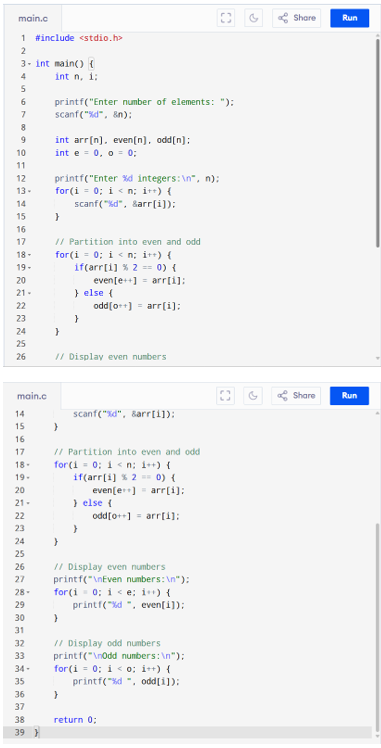 main.c
Share
Run
1 #include <stdio.h>
2
3 int main() {
4     int n, i;
5
6     printf("Enter number of elements: ");
7     scanf("%d", &n);
8
9     int arr[n], even[n], odd[n];
10     int e = 0, o = 0;
11
12     printf("Enter %d integers:\n", n);
13     for(i = 0; i < n; i++) {
14         scanf("%d", &arr[i]);
15     }
16
17     // Partition into even and odd
18     for(i = 0; i < n; i++) {
19         if(arr[i] % 2 == 0) {
20             even[e++] = arr[i];
21         } else {
22             odd[o++] = arr[i];
23         }
24     }
25
26     // Display even numbers
main.c
Share
Run
14         scanf("%d", &arr[i]);
15     }
16
17     // Partition into even and odd
18     for(i = 0; i < n; i++) {
19         if(arr[i] % 2 == 0) {
20             even[e++] = arr[i];
21         } else {
22             odd[o++] = arr[i];
23         }
24     }
25
26     // Display even numbers
27     printf("\nEven numbers:\n");
28     for(i = 0; i < e; i++) {
29         printf("%d ", even[i]);
30     }
31
32     // Display odd numbers
33     printf("\nOdd numbers:\n");
34     for(i = 0; i < o; i++) {
35         printf("%d ", odd[i]);
36     }
37
38     return 0;
39 }